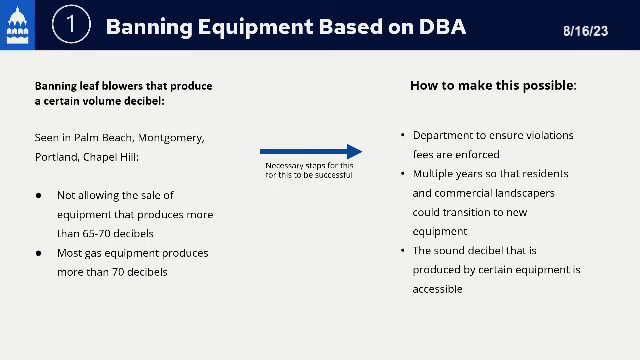 1
Banning Equipment Based on DBA
8/16/23
Banning leaf blowers that produce
a certain volume decibel:
Seen in Palm Beach, Montgomery,
Portland, Chapel Hill:
● Not allowing the sale of
equipment that produces more
than 65-70 decibels
● Most gas equipment produces
more than 70 decibels
Necessary steps for this
for this to be successful
How to make this possible:
• Department to ensure violations
fees are enforced
• Multiple years so that residents
and commercial landscapers
could transition to new
equipment
• The sound decibel that is
produced by certain equipment is
accessible